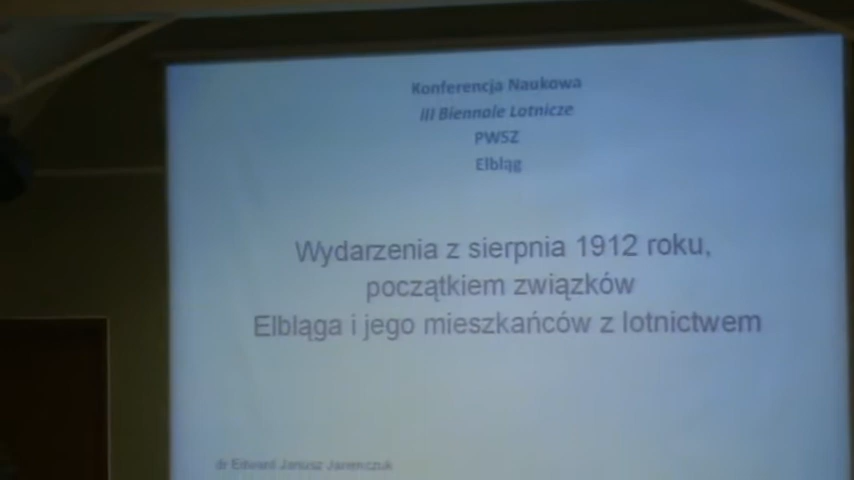 Konferencja Naukowa
III Biennale Lotnicze
PWSZ
Elbląg
Wydarzenia z sierpnia 1912 roku,
początkiem związków
Elbląga i jego mieszkańców z lotnictwem
dr Edward Janusz